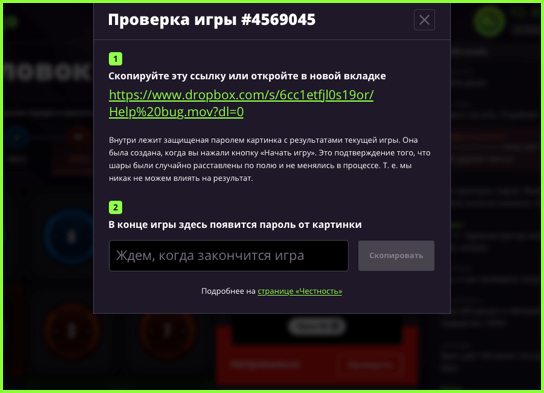 Проверка игры #4569045
1
Скопируйте эту ссылку или откройте в новой вкладке
https://www.dropbox.com/s/6cc1etfjl0s19or/
Help%20bug.mov?dl=0
Внутри лежит защищеная паролем картинка с результатами текущей игры. Она
была создана, когда вы нажали кнопку «Начать игру». Это подтверждение того, что
шары были случайно расставлены по полю и не менялись в процессе. Т. е. мы
никак не можем влиять на результат.
2
В конце игры здесь появится пароль от картинки
Ждем, когда закончится игра
Скопировать
Подробнее на странице «Честность»